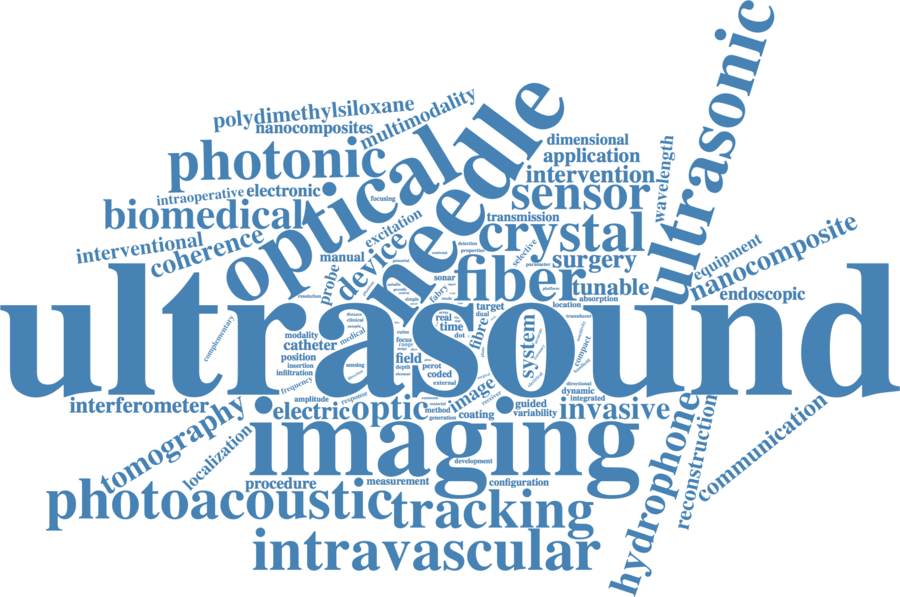 ultrasonic
polydimethylsiloxane
nanocomposites
multimodality
needle
photonic
optical
dimensional
application
intervention
sensor
wavelength
intraoperative
electronic
focusing
biomedical
excitation
transmission
crystal
interventional
coherence
manual
device
detection
properties
selective
surgery
parameter
equipment
nanocomposite
probe
sonar
fiber
tunable
endoscopic
platform
absorption
resolution
fabry
ultrasound
complementary
distance
clinical
real
time
target
dual
fibre
transducer
sensitivity
modality
medical
catheter
focus
range
dot
system
compact
position
field
insertion
sensing
depth
perot
infiltration
coded
external
image
directional
frequency
dynamic
integrated
receiver
interferometer
amplitude
response
electric
optic
material
method
generation
coating
guided
variability
invasive
tomography
localization
imaging
hydrophone
reconstruction
communication
development
procedure
measurement
configuration
photoacoustic
tracking
intravascular